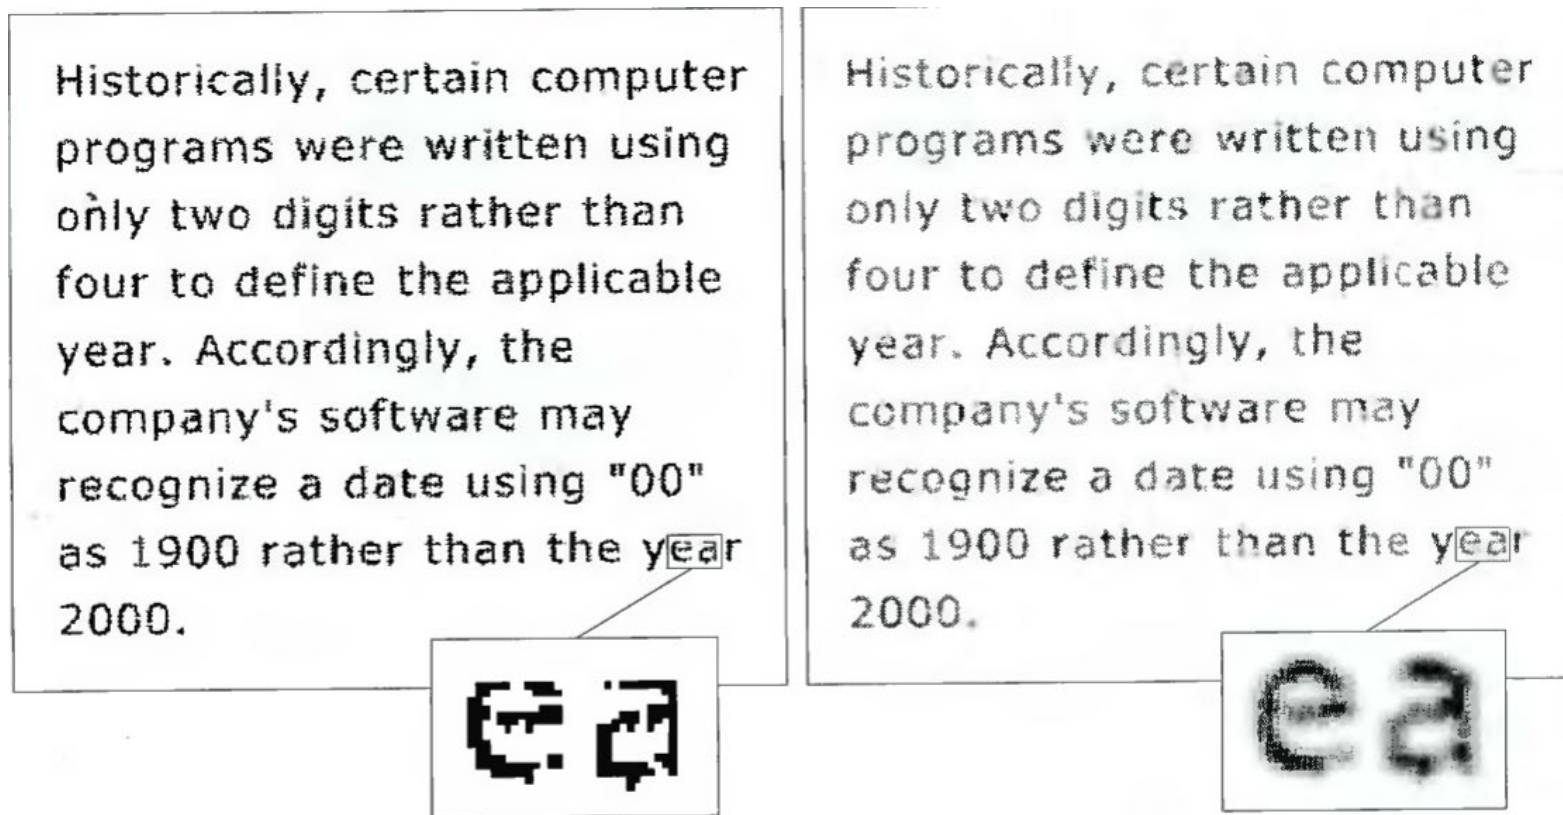 Historically, certain computer
programs were written using
only two digits rather than
four to define the applicable
year. Accordingly, the
company's software may
recognize a date using "00"
as 1900 rather than the year
2000.
ea
Historically, certain computer
programs were written using
only two digits rather than
four to define the applicable
year. Accordingly, the
company's software may
recognize a date using "00"
as 1900 rather than the year
2000.
ea